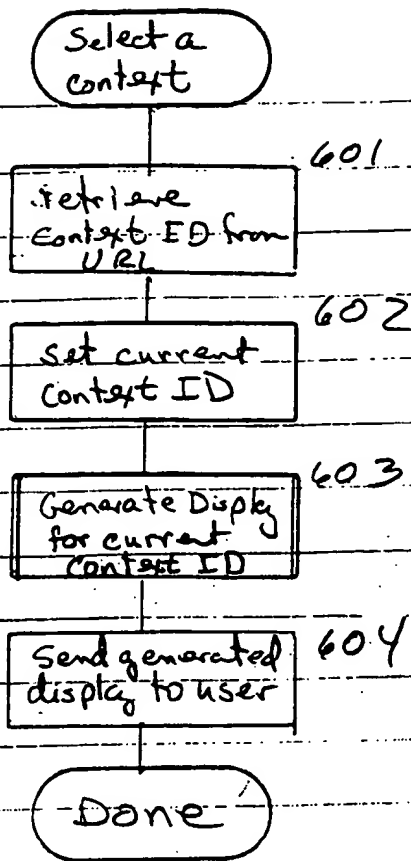 Select a
context
601
retrieve
context ID from
URL
602
Set current
Context ID
603
Generate Display
for current
context ID
604
Send generated
display to user
Done